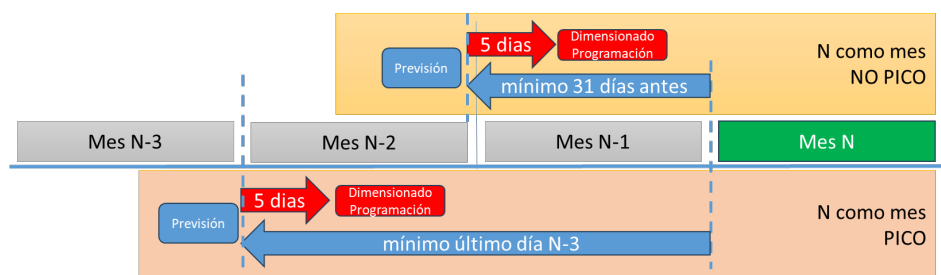 5 dias
Dimensionado
Programación
N como mes
NO PICO
Previsión
mínimo 31 días antes
Mes N-3
Mes N-2
Mes N-1
Mes N
5 dias
Dimensionado
Programación
N como mes
PICO
Previsión
mínimo último día N-3